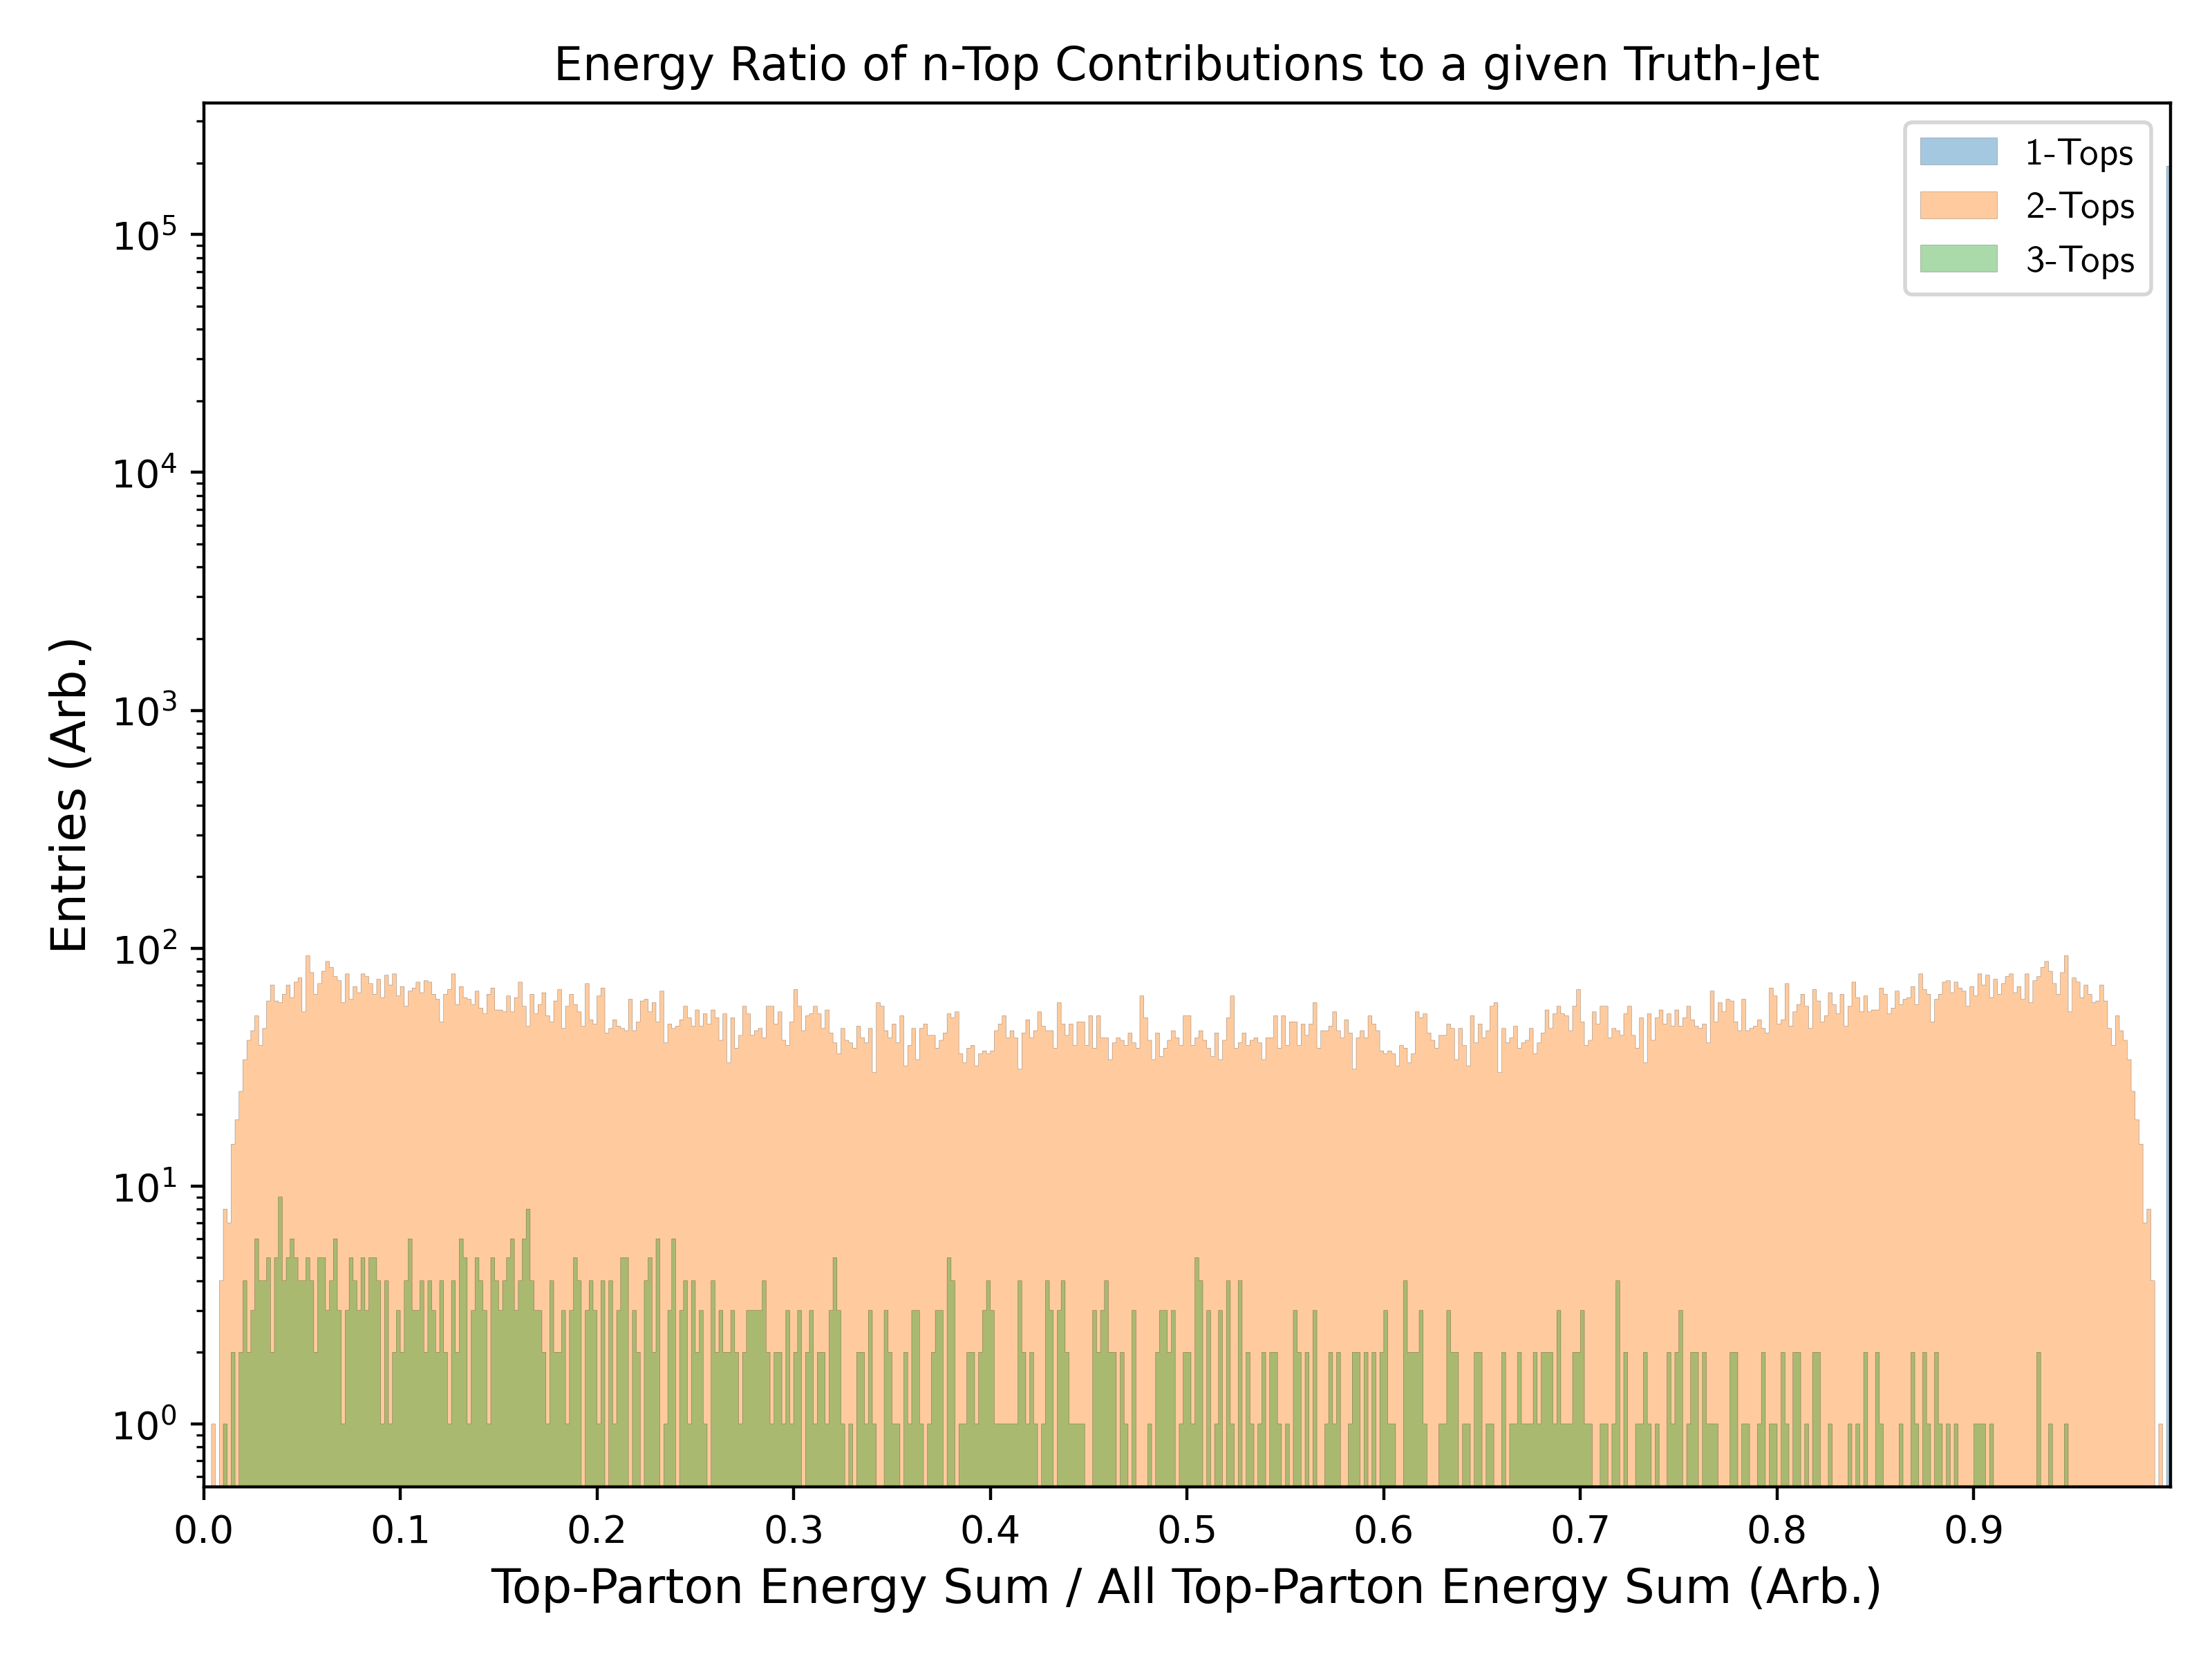 Energy Ratio of n-Top Contributions to a given Truth-Jet
1-Tops
2-Tops
3-Tops
Entries (Arb.)
10^5
10^4
10^3
10^2
10^1
10^0
0.0 0.1 0.2 0.3 0.4 0.5 0.6 0.7 0.8 0.9
Top-Parton Energy Sum / All Top-Parton Energy Sum (Arb.)